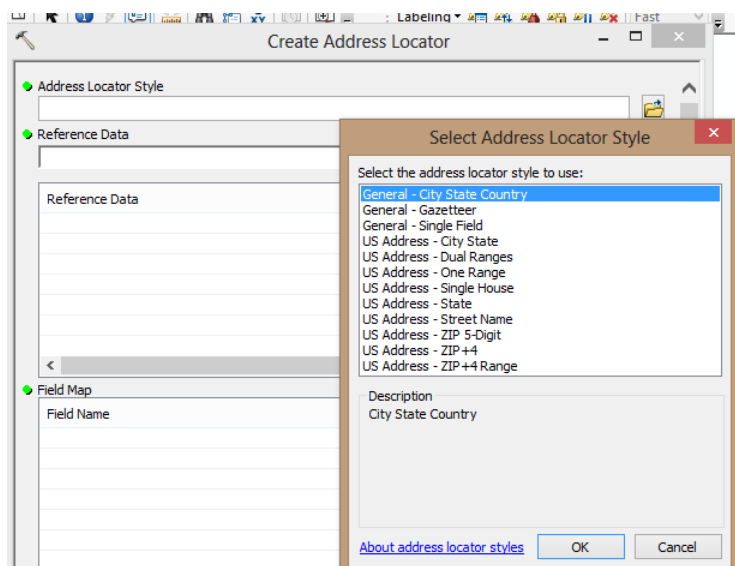 Labeling
Fast
Create Address Locator
Address Locator Style
Reference Data
Reference Data
Field Map
Field Name
Select Address Locator Style
Select the address locator style to use:
General - City State Country
General - Gazetteer
General - Single Field
US Address - City State
US Address - Dual Ranges
US Address - One Range
US Address - Single House
US Address - State
US Address - Street Name
US Address - ZIP 5-Digit
US Address - ZIP+4
US Address - ZIP+4 Range
Description
City State Country
About address locator styles
OK
Cancel